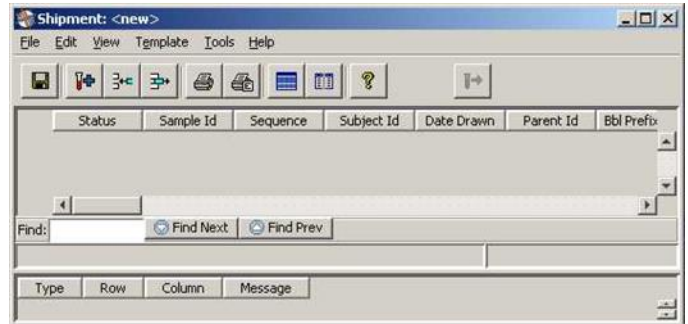 Shipment: <new>
File Edit View Template Tools Help
Status Sample Id Sequence Subject Id Date Drawn Parent Id Bbl Prefix
Find: Find Next Find Prev
Type Row Column Message